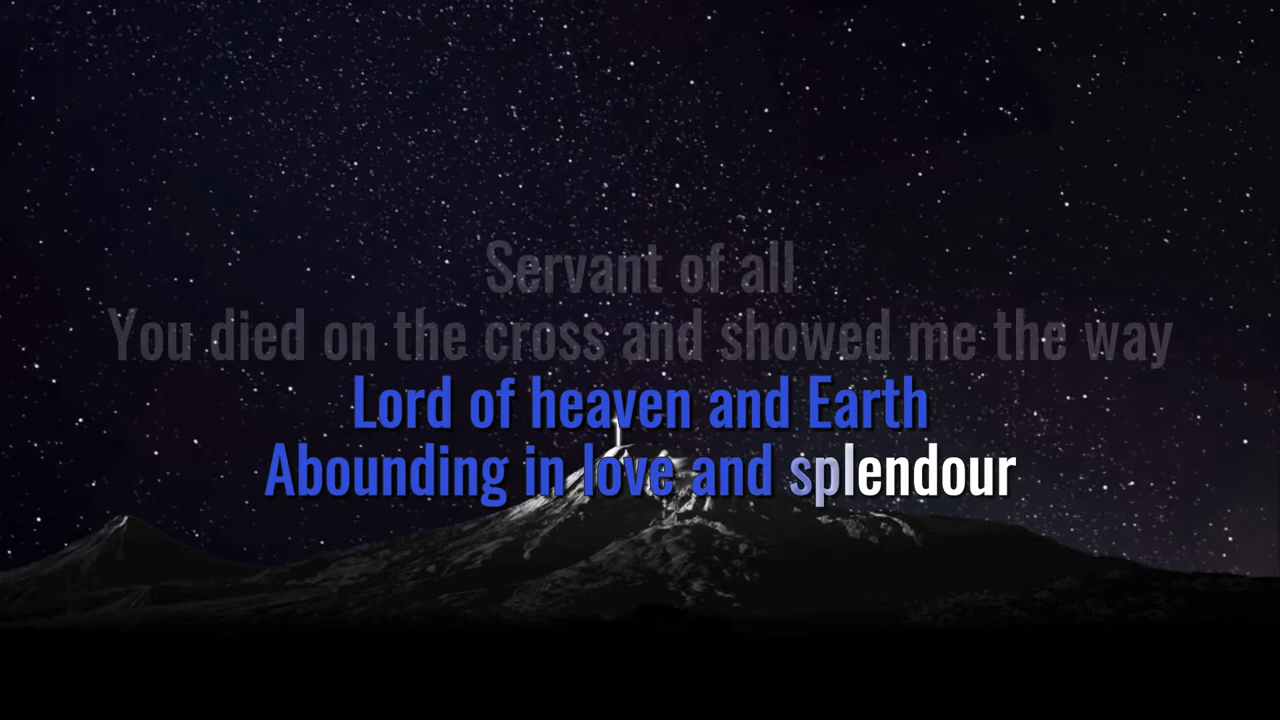 Servant of all
You died on the cross and showed me the way
Lord of heaven and Earth
Abounding in love and splendour